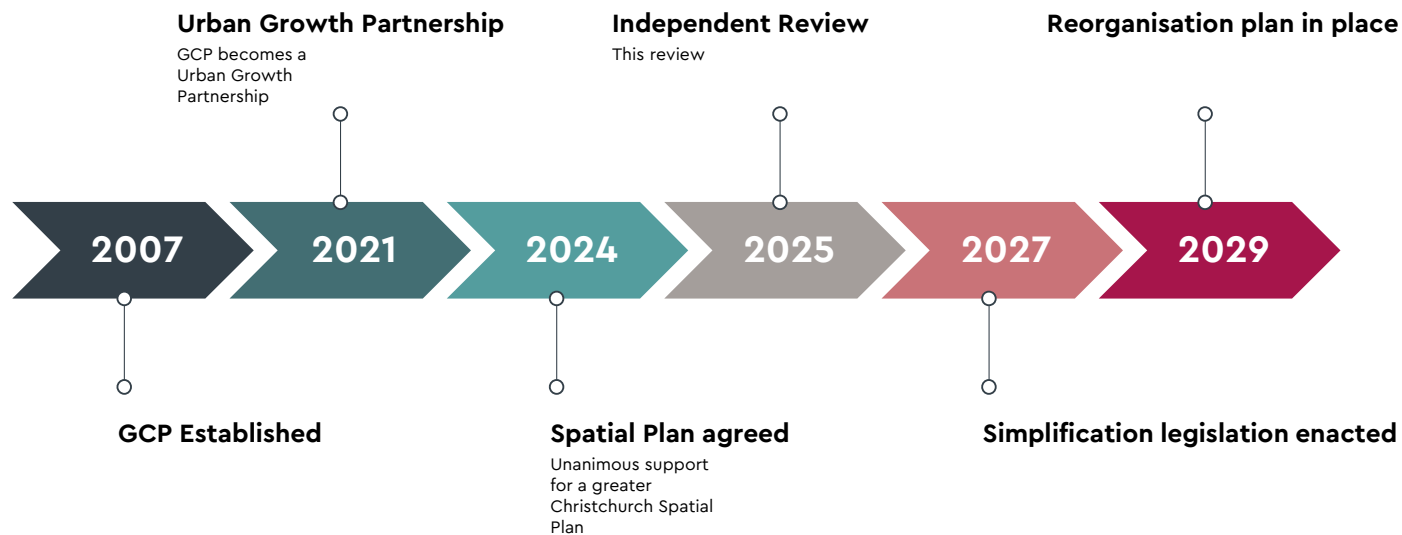 Urban Growth Partnership
GCP becomes a
Urban Growth
Partnership
Independent Review
This review
Reorganisation plan in place
2007
2021
2024
2025
2027
2029
GCP Established
Spatial Plan agreed
Unanimous support
for a greater
Christchurch Spatial
Plan
Simplification legislation enacted